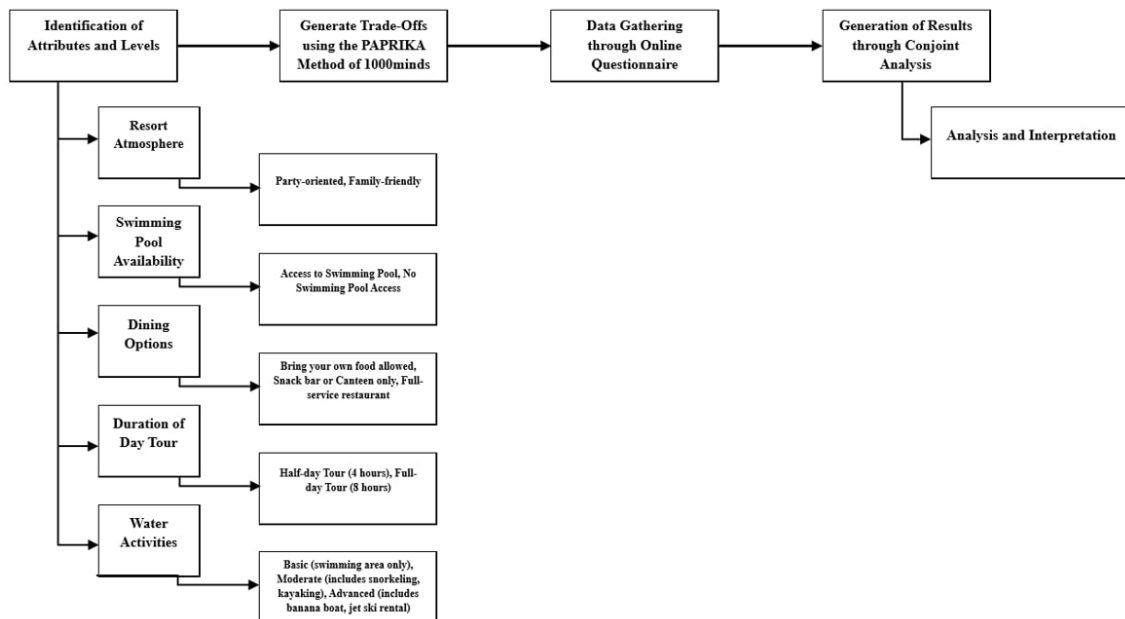 Identification of
Attributes and Levels
Generate Trade-Offs
using the PAPRIKA
Method of 1000minds
Data Gathering
through Online
Questionnaire
Generation of Results
through Conjoint
Analysis
Analysis and Interpretation
Resort
Atmosphere
Party-oriented, Family-friendly
Swimming
Pool
Availability
Access to Swimming Pool, No
Swimming Pool Access
Dining
Options
Bring your own food allowed,
Snack bar or Canteen only, Full-
service restaurant
Duration of
Day Tour
Half-day Tour (4 hours), Full-
day Tour (8 hours)
Water
Activities
Basic (swimming area only),
Moderate (includes snorkeling,
kayaking), Advanced (includes
banana boat, jet ski rental)